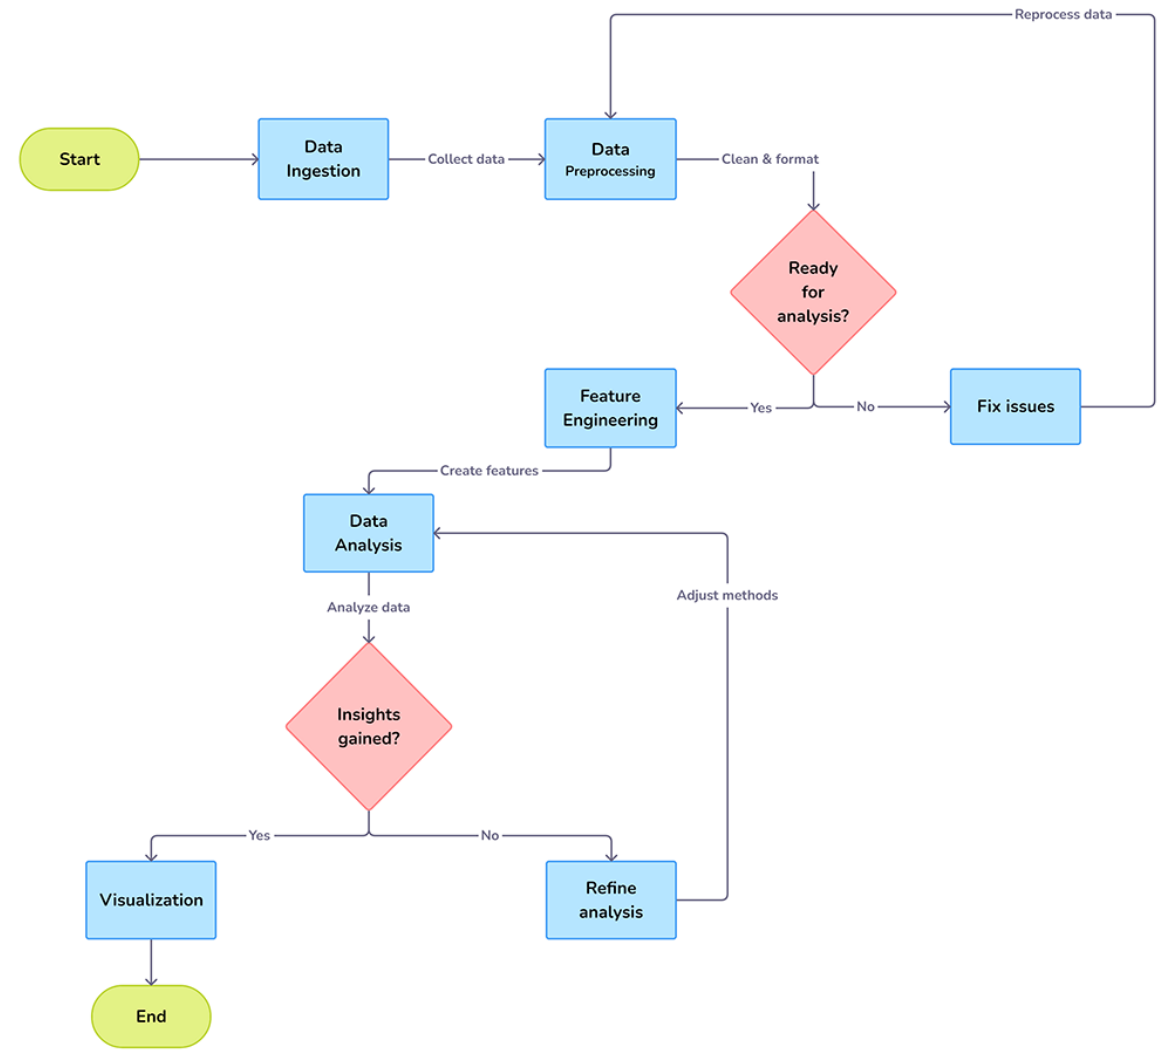 Reprocess data
Start
Data
Ingestion
Collect data
Data
Preprocessing
Clean & format
Ready
for
analysis?
Yes
No
Feature
Engineering
Fix issues
Create features
Data
Analysis
Adjust methods
Analyze data
Insights
gained?
Yes
No
Visualization
Refine
analysis
End